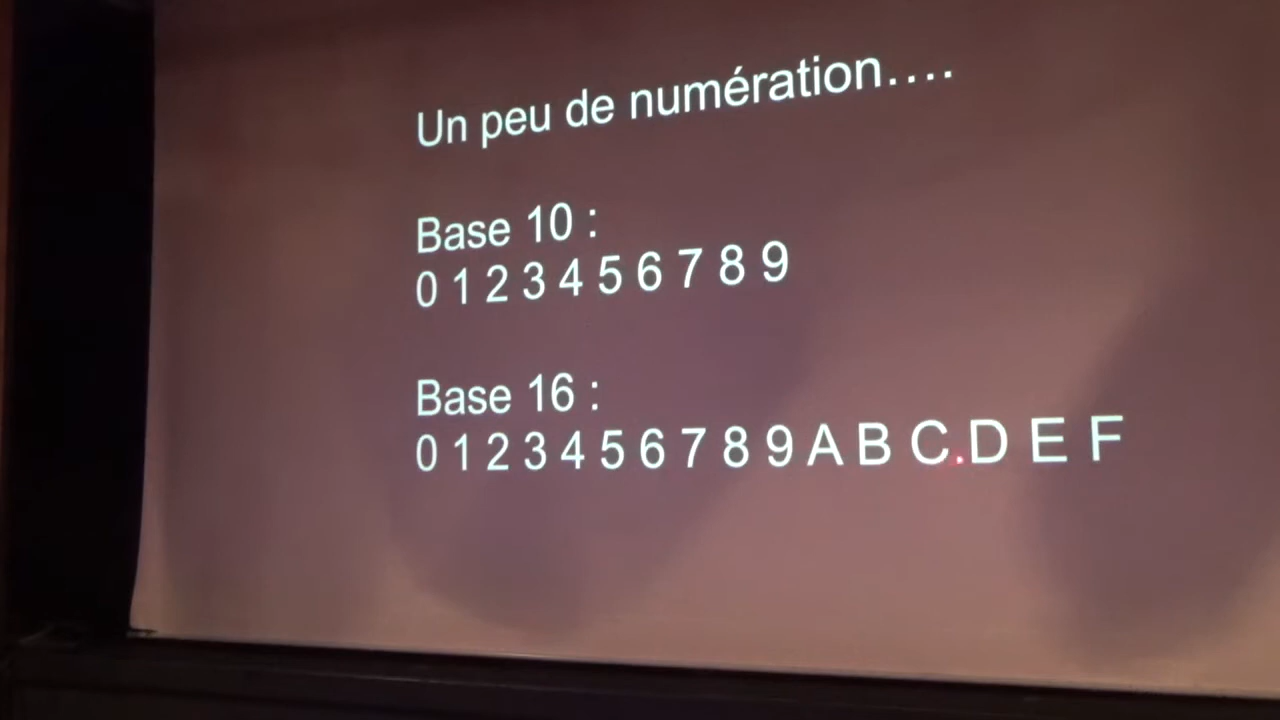 Un peu de numération....
Base 10 :
0 1 2 3 4 5 6 7 8 9
Base 16 :
0 1 2 3 4 5 6 7 8 9 A B C D E F